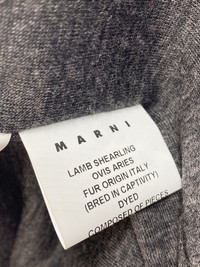 MARNI
LAMB SHEARLING
OVIS ARIES
FUR ORIGIN ITALY
(BRED IN CAPTIVITY)
DYED
COMPOSED OF PIECES